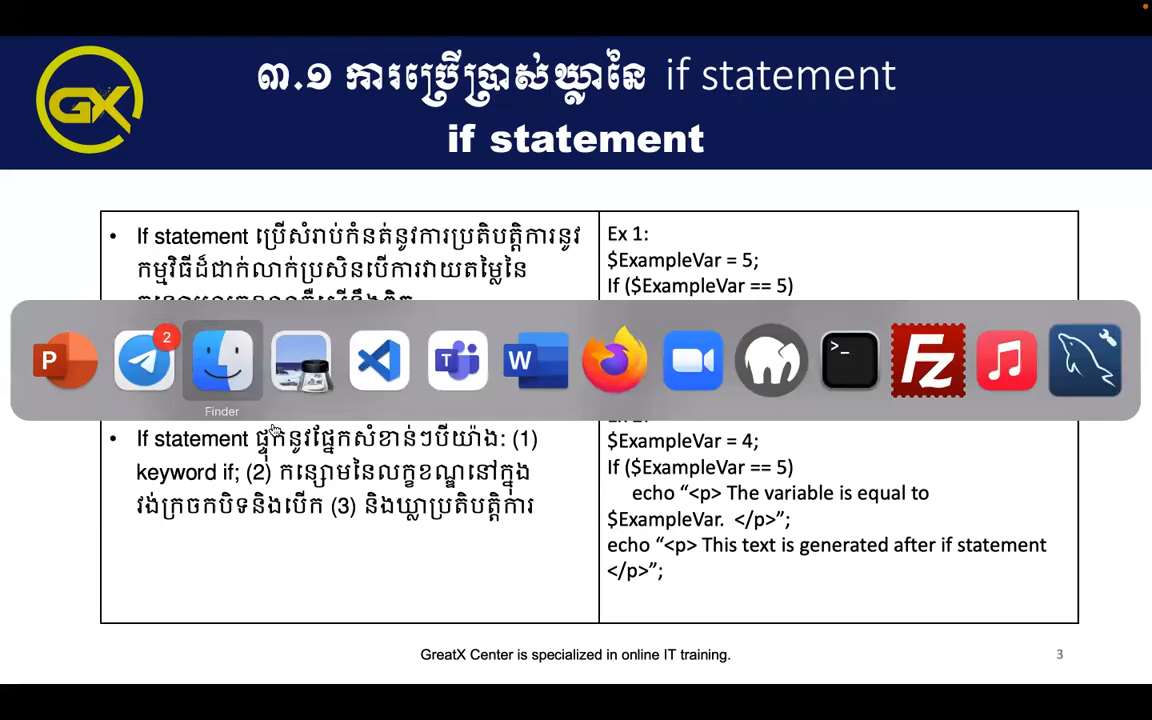 GX
៣.១ ការប្រើប្រាស់ឃ្លានៃ if statement
if statement
• If statement ប្រើសំរាប់កំនត់នូវការប្រតិបត្តិការនូវ
កម្មវិធីដ៏ជាក់លាក់ប្រសិនបើការវាយតម្លៃនៃ
Ex 1:
$ExampleVar = 5;
If ($ExampleVar == 5)
P
2
T
W
>_
Fz
Finder
• If statement ផ្ទុកនូវផ្នែកសំខាន់ៗបីយ៉ាង: (1)
keyword if; (2) កន្សោមនៃលក្ខខណ្ឌនៅក្នុង
វង់ក្រចកបិទនិងបើក (3) និងឃ្លាប្រតិបត្តិការ
$ExampleVar = 4;
If ($ExampleVar == 5)
echo “<p> The variable is equal to
$ExampleVar. </p>”;
echo “<p> This text is generated after if statement
</p>”;
GreatX Center is specialized in online IT training.
3